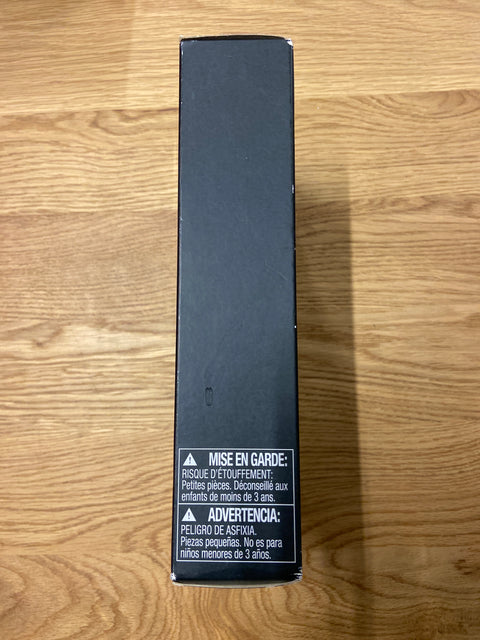 MISE EN GARDE:
RISQUE D'ÉTOUFFEMENT:
Petites pièces. Déconseillé aux
enfants de moins de 3 ans.
ADVERTENCIA:
PELIGRO DE ASFIXIA.
Piezas pequeñas. No es para
niños menores de 3 años.